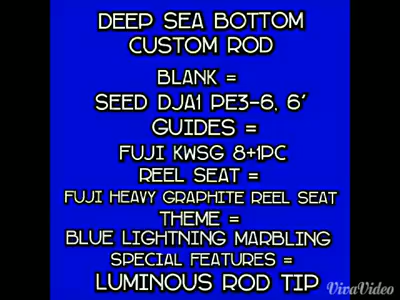 DEEP SEA BOTTOM
CUSTOM ROD
BLANK =
SEED DJA1 PE3-6, 6'
GUIDES =
FUJI KWSG 8+1PC
REEL SEAT =
FUJI HEAVY GRAPHITE REEL SEAT
THEME =
BLUE LIGHTNING MARBLING
SPECIAL FEATURES =
LUMINOUS ROD TIP
VivaVideo